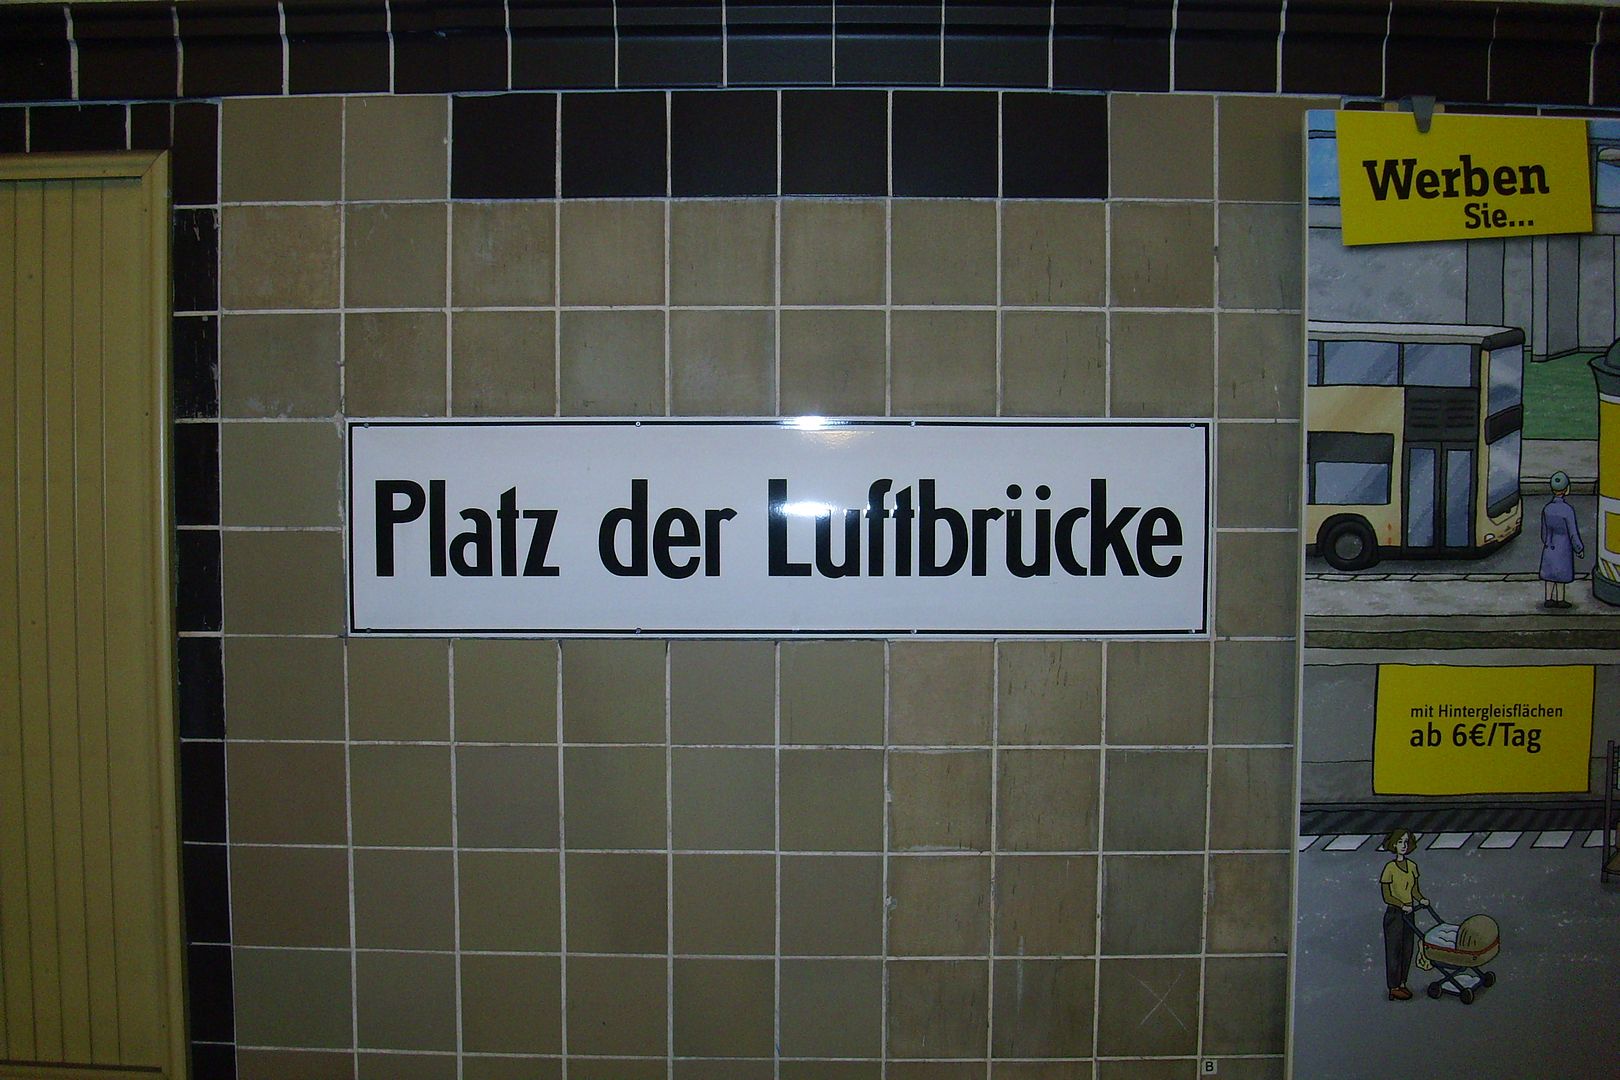 Platz der Luftbrücke
Werben
Sie...
mit Hintergleisflächen
ab 6€/Tag
B